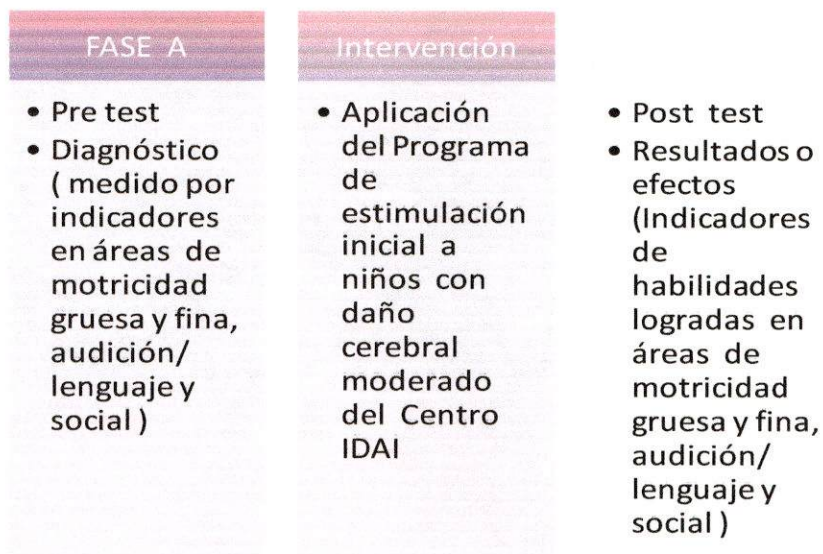 FASE A
• Pre test
• Diagnóstico
( medido por
indicadores
en áreas de
motricidad
gruesa y fina,
audición/
lenguaje y
social )
Intervención
• Aplicación
del Programa
de
estimulación
inicial a
niños con
daño
cerebral
moderado
del Centro
IDAI
• Post test
• Resultados o
efectos
(Indicadores
de
habilidades
logradas en
áreas de
motricidad
gruesa y fina,
audición/
lenguaje y
social )